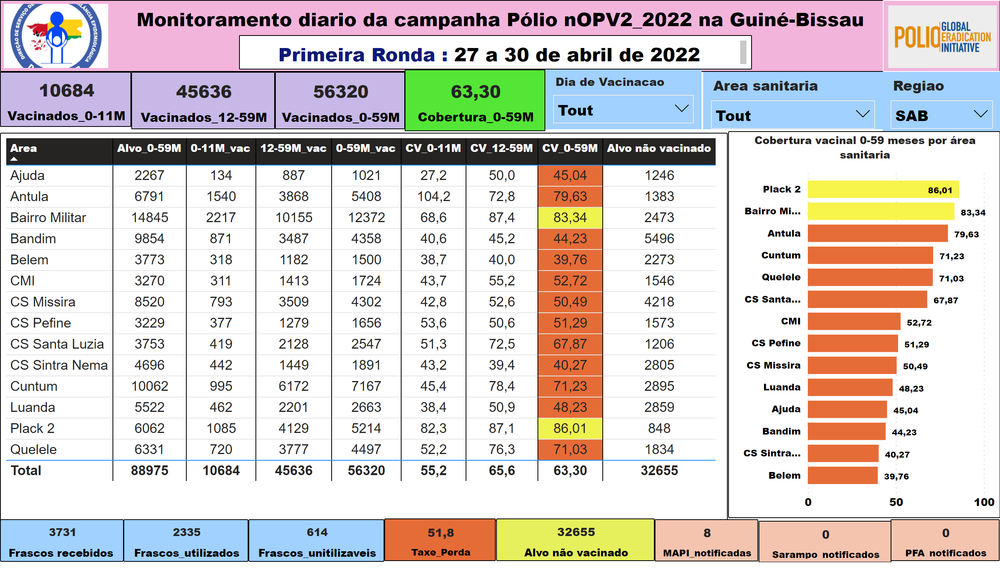 DIREÇÃO DE SERVIÇO DE
VIGILÂNCIA EPIDEMIOLÓGICA
Monitoramento diario da campanha Pólio nOPV2_2022 na Guiné-Bissau
Primeira Ronda : 27 a 30 de abril de 2022
POLIO GLOBAL
ERADICATION
INITIATIVE
10684
Vacinados_0-11M
45636
Vacinados_12-59M
56320
Vacinados_0-59M
63,30
Cobertura_0-59M
Dia de Vacinacao
Tout
Area sanitaria
Tout
Regiao
SAB
Area Alvo_0-59M 0-11M_vac 12-59M_vac 0-59M_vac CV_0-11M CV_12-59M CV_0-59M Alvo não vacinado
Ajuda 2267 134 887 1021 27,2 50,0 45,04 1246
Antula 6791 1540 3868 5408 104,2 72,8 79,63 1383
Bairro Militar 14845 2217 10155 12372 68,6 87,4 83,34 2473
Bandim 9854 871 3487 4358 40,6 45,2 44,23 5496
Belem 3773 318 1182 1500 38,7 40,0 39,76 2273
CMI 3270 311 1413 1724 43,7 55,2 52,72 1546
CS Missira 8520 793 3509 4302 42,8 52,6 50,49 4218
CS Pefine 3229 377 1279 1656 53,6 50,6 51,29 1573
CS Santa Luzia 3753 419 2128 2547 51,3 72,5 67,87 1206
CS Sintra Nema 4696 442 1449 1891 43,2 39,4 40,27 2805
Cuntum 10062 995 6172 7167 45,4 78,4 71,23 2895
Luanda 5522 462 2201 2663 38,4 50,9 48,23 2859
Plack 2 6062 1085 4129 5214 82,3 87,1 86,01 848
Quelele 6331 720 3777 4497 52,2 76,3 71,03 1834
Total 88975 10684 45636 56320 55,2 65,6 63,30 32655
Cobertura vacinal 0-59 meses por área
sanitaria
Plack 2 86,01
Bairro Mi... 83,34
Antula 79,63
Cuntum 71,23
Quelele 71,03
CS Santa... 67,87
CMI 52,72
CS Pefine 51,29
CS Missira 50,49
Luanda 48,23
Ajuda 45,04
Bandim 44,23
CS Sintra... 40,27
Belem 39,76
0 50 100
3731
Frascos recebidos
2335
Frascos_utilizados
614
Frascos_unitilizaveis
51,8
Taxe_Perda
32655
Alvo não vacinado
8
MAPI_notificadas
0
Sarampo notificados
0
PFA notificados